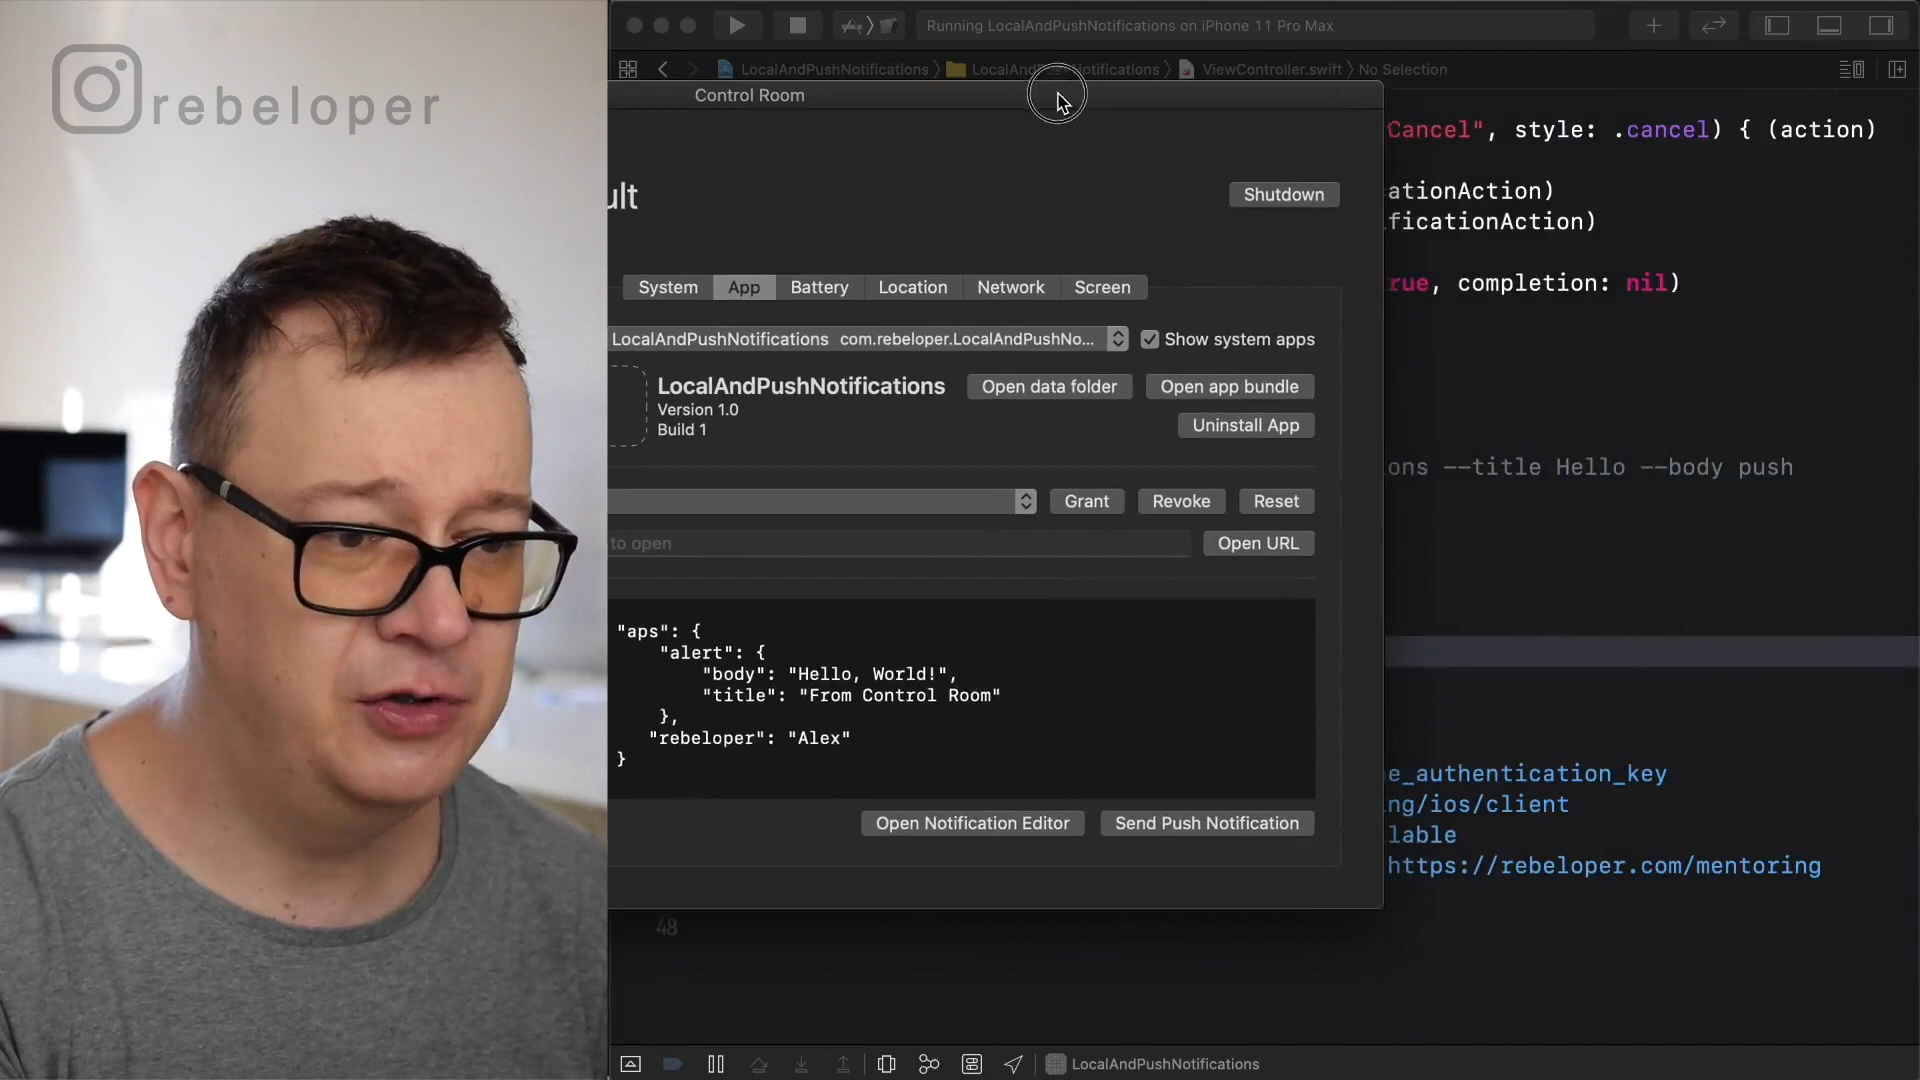 rebeloper
Running LocalAndPushNotifications on iPhone 11 Pro Max
LocalAndPushNotifications
ViewController.swift
No Selection
Control Room
Cancel", style: .cancel) { (action)
Shutdown
cationAction)
ficationAction)
rue, completion: nil)
System
App
Battery
Location
Network
Screen
LocalAndPushNotifications com.rebeloper.LocalAndPushNo...
Show system apps
LocalAndPushNotifications
Open data folder
Open app bundle
Version 1.0
Build 1
Uninstall App
ons --title Hello --body push
Grant
Revoke
Reset
to open
Open URL
"aps": {
"alert": {
"body": "Hello, World!",
"title": "From Control Room"
},
"rebeloper": "Alex"
}
e_authentication_key
ng/ios/client
lable
https://rebeloper.com/mentoring
Open Notification Editor
Send Push Notification
48
LocalAndPushNotifications